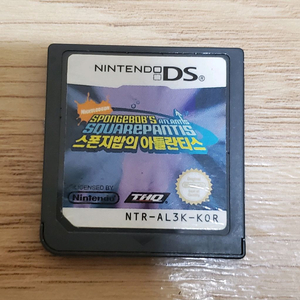 NINTENDO DS
Nickelodeon
SPONGEBOB'S ATLANTIS
SQUAREPANTIS
스폰지밥의 아틀란티스
LICENSED BY
Nintendo
THQ
NTR-AL3K-KOR